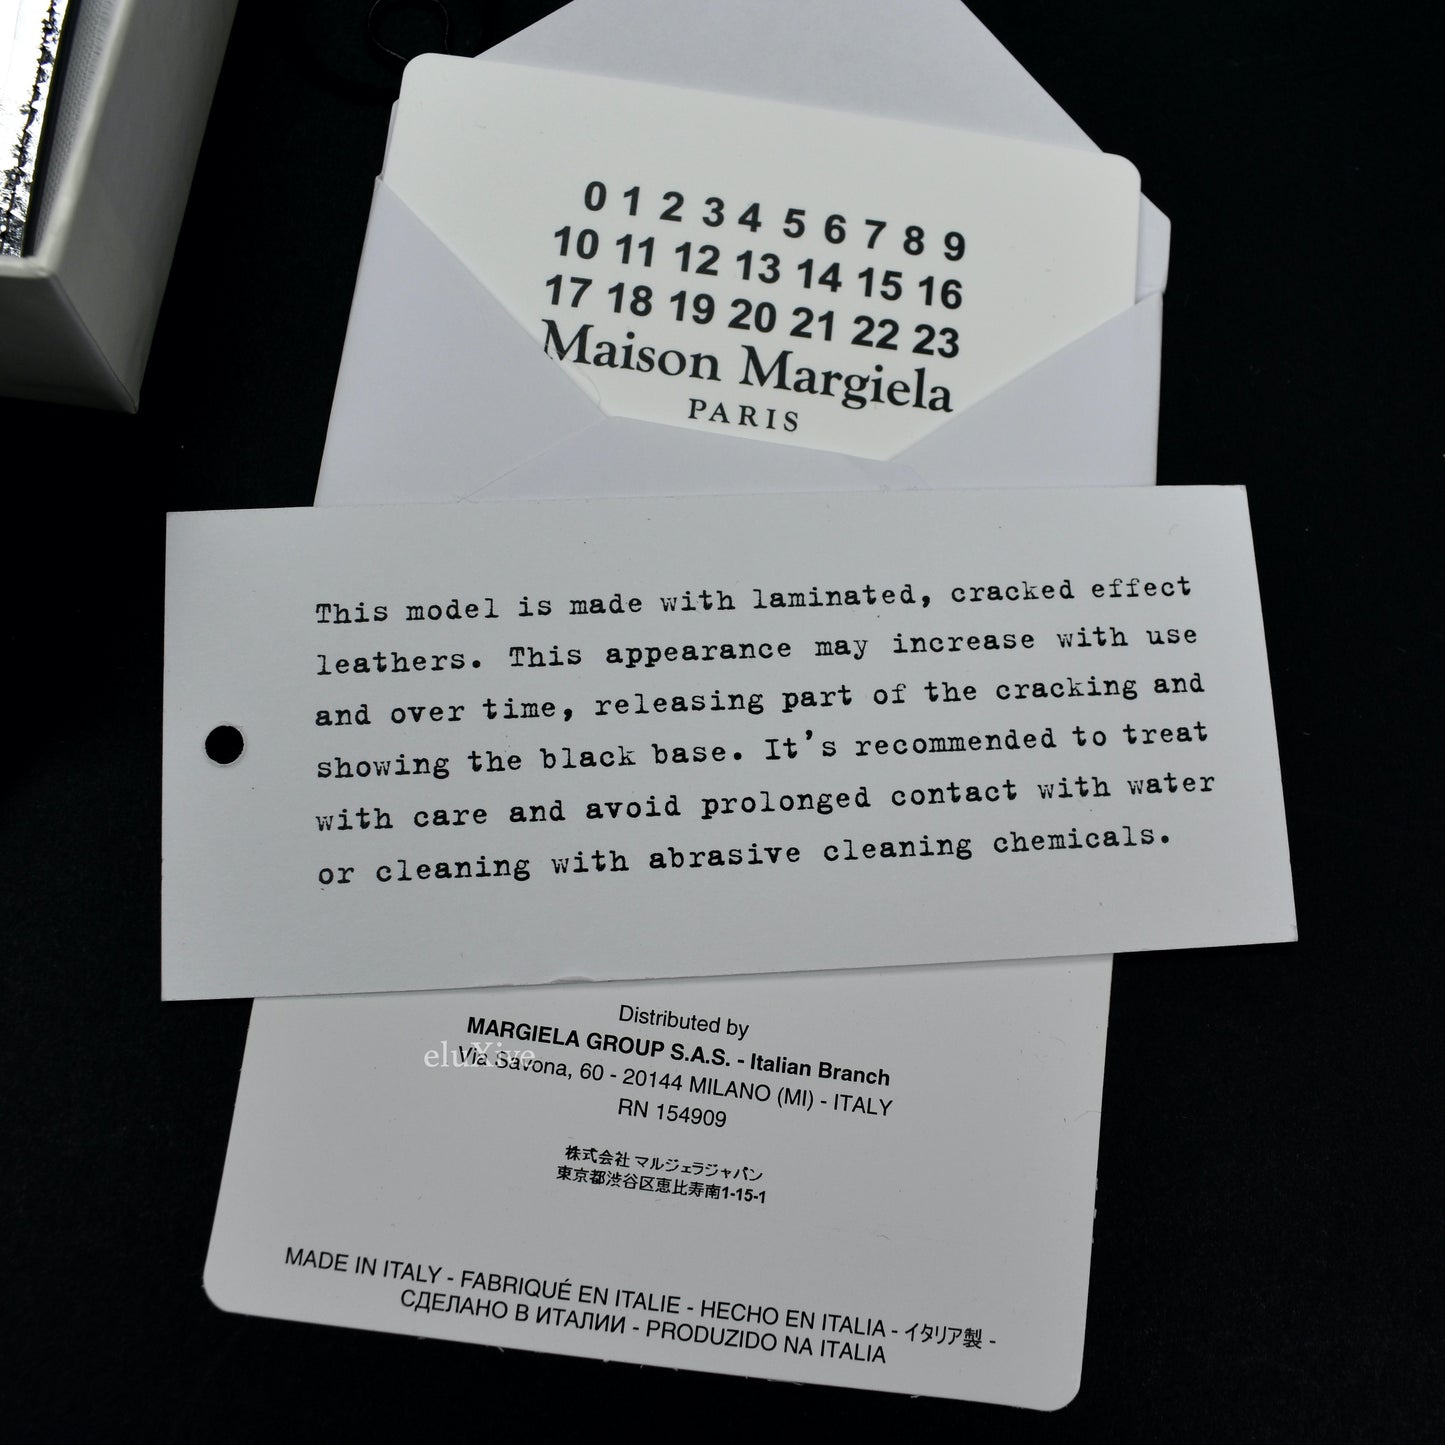 0 1 2 3 4 5 6 7 8 9
10 11 12 13 14 15 16
17 18 19 20 21 22 23
Maison Margiela
PARIS
This model is made with laminated, cracked effect
leathers. This appearance may increase with use
and over time, releasing part of the cracking and
showing the black base. It's recommended to treat
with care and avoid prolonged contact with water
or cleaning with abrasive cleaning chemicals.
Distributed by
MARGIELA GROUP S.A.S. - Italian Branch
eluXive
Via Savona, 60 - 20144 MILANO (MI) - ITALY
RN 154909
株式会社 マルジェラジャパン
東京都渋谷区恵比寿南1-15-1
MADE IN ITALY - FABRIQUÉ EN ITALIE - HECHO EN ITALIA - イタリア製 -
СДЕЛАНО В ИТАЛИИ - PRODUZIDO NA ITALIA